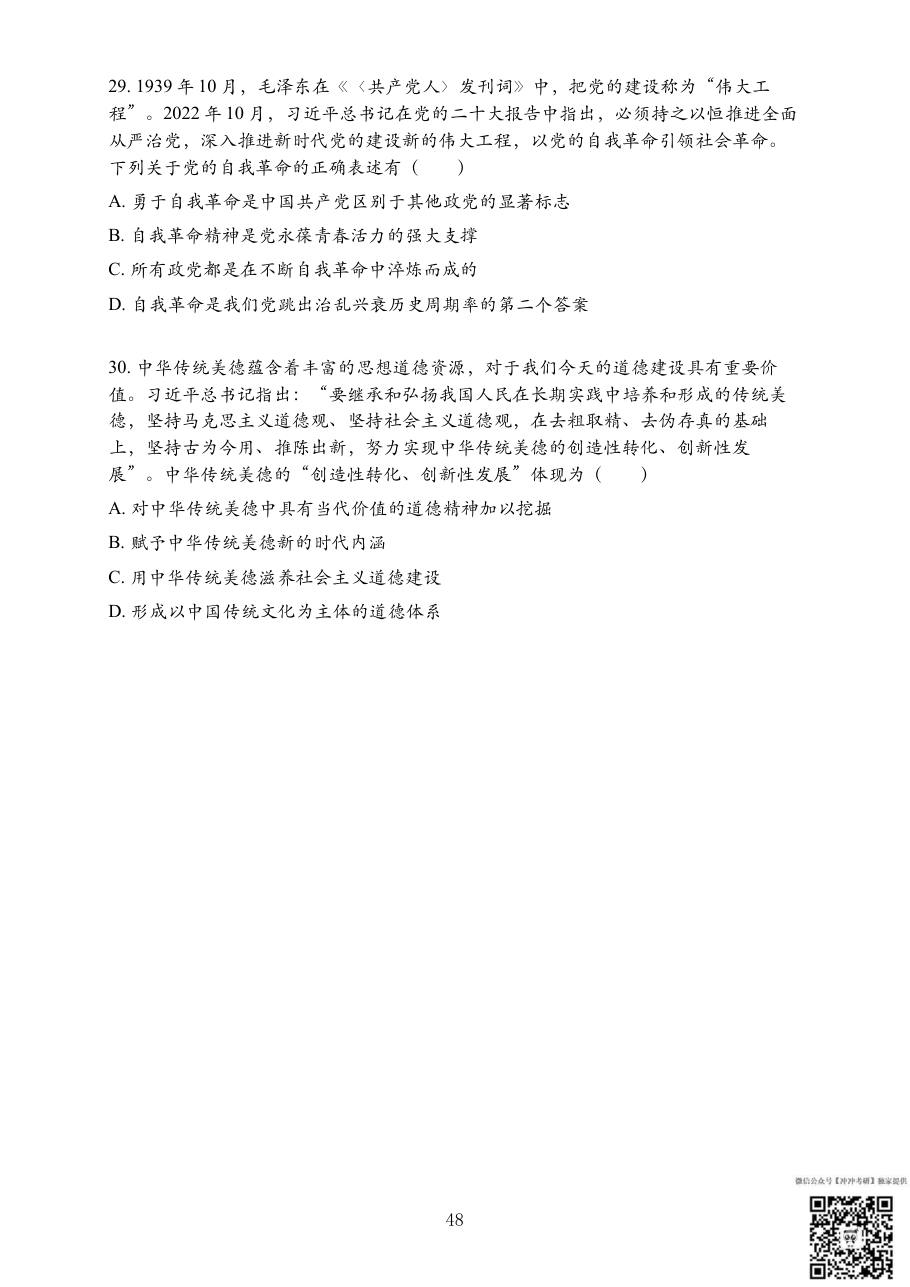 29. 1939 年 10 月，毛泽东在《〈共产党人〉发刊词》中，把党的建设称为“伟大工
程”。2022 年 10 月，习近平总书记在党的二十大报告中指出，必须持之以恒推进全面
从严治党，深入推进新时代党的建设新的伟大工程，以党的自我革命引领社会革命。
下列关于党的自我革命的正确表述有（　　）
A. 勇于自我革命是中国共产党区别于其他政党的显著标志
B. 自我革命精神是党永葆青春活力的强大支撑
C. 所有政党都是在不断自我革命中淬炼而成的
D. 自我革命是我们党跳出治乱兴衰历史周期率的第二个答案
30. 中华传统美德蕴含着丰富的思想道德资源，对于我们今天的道德建设具有重要价
值。习近平总书记指出：“要继承和弘扬我国人民在长期实践中培养和形成的传统美
德，坚持马克思主义道德观、坚持社会主义道德观，在去粗取精、去伪存真的基础
上，坚持古为今用、推陈出新，努力实现中华传统美德的创造性转化、创新性发
展”。中华传统美德的“创造性转化、创新性发展”体现为（　　）
A. 对中华传统美德中具有当代价值的道德精神加以挖掘
B. 赋予中华传统美德新的时代内涵
C. 用中华传统美德滋养社会主义道德建设
D. 形成以中国传统文化为主体的道德体系
微信公众号【冲冲考研】独家提供
48